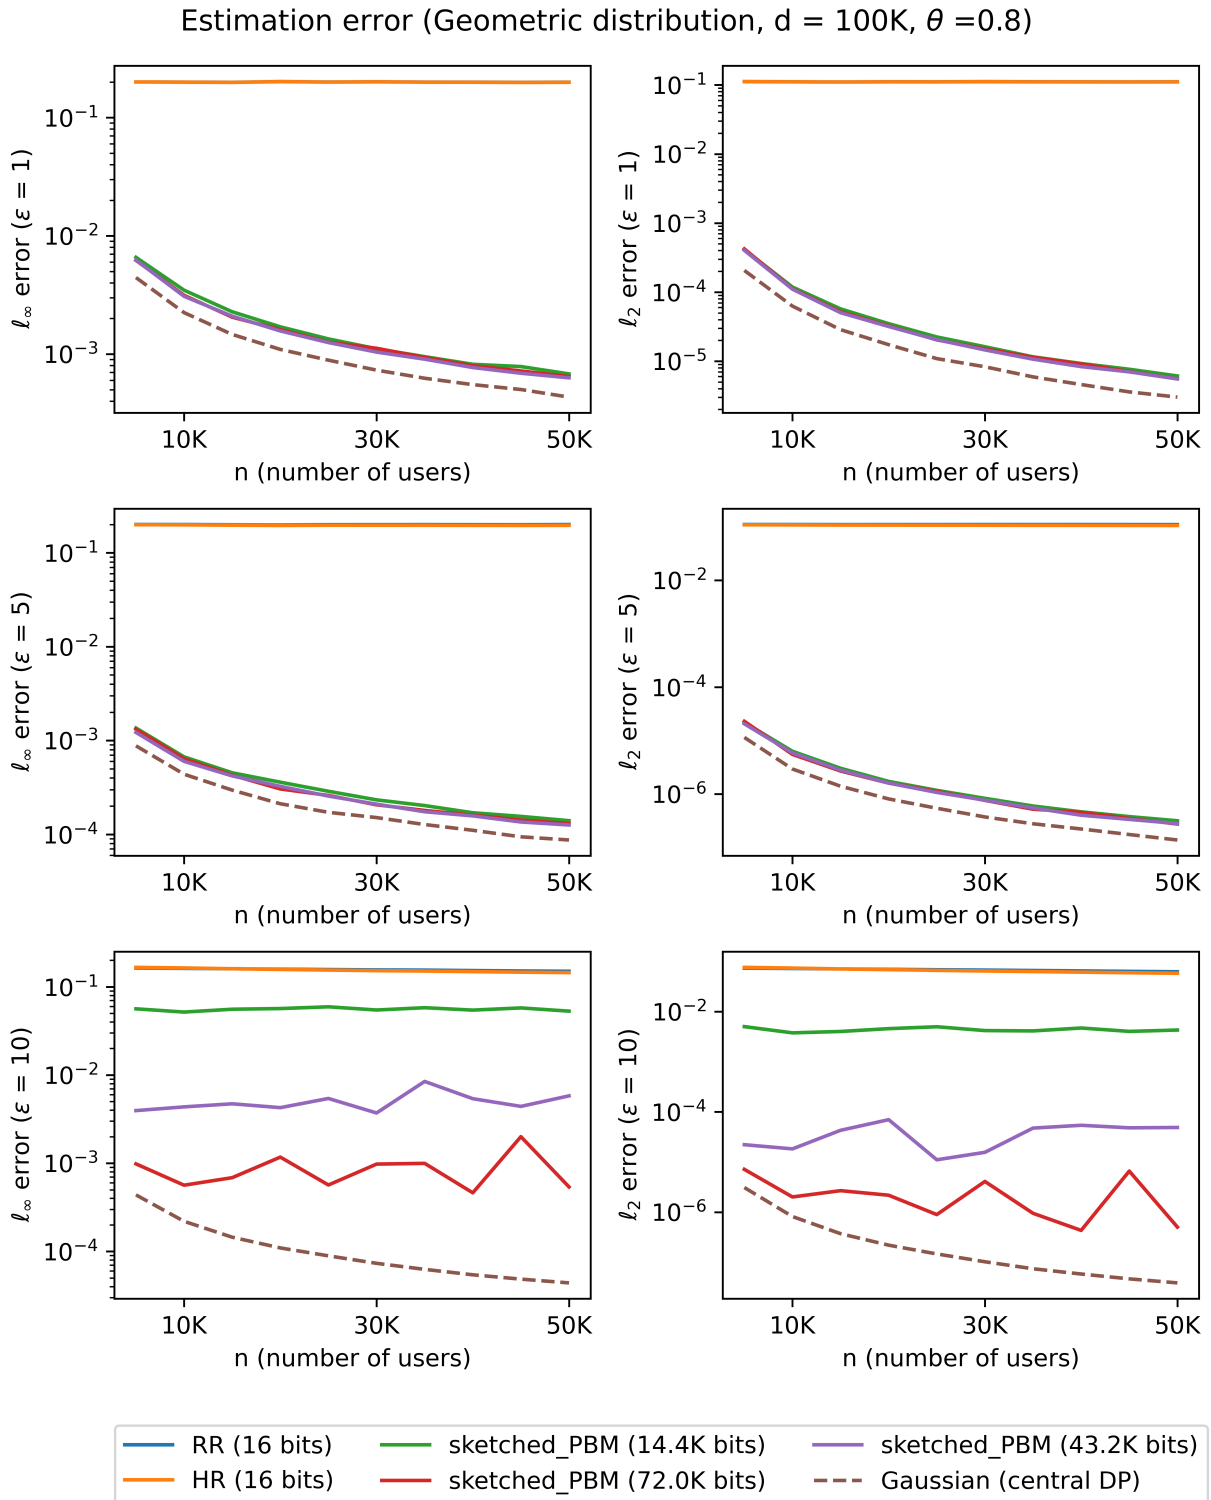 Estimation error (Geometric distribution, d = 100K, θ =0.8)
10⁻¹
10⁻²
10⁻³
ℓ∞ error (ε = 1)
10K 30K 50K
n (number of users)
10⁻¹
10⁻²
10⁻³
10⁻⁴
10⁻⁵
ℓ₂ error (ε = 1)
10K 30K 50K
n (number of users)
10⁻¹
10⁻²
10⁻³
10⁻⁴
ℓ∞ error (ε = 5)
10K 30K 50K
n (number of users)
10⁻²
10⁻⁴
10⁻⁶
ℓ₂ error (ε = 5)
10K 30K 50K
n (number of users)
10⁻¹
10⁻²
10⁻³
10⁻⁴
ℓ∞ error (ε = 10)
10K 30K 50K
n (number of users)
10⁻²
10⁻⁴
10⁻⁶
ℓ₂ error (ε = 10)
10K 30K 50K
n (number of users)
RR (16 bits)
HR (16 bits)
sketched_PBM (14.4K bits)
sketched_PBM (72.0K bits)
sketched_PBM (43.2K bits)
Gaussian (central DP)